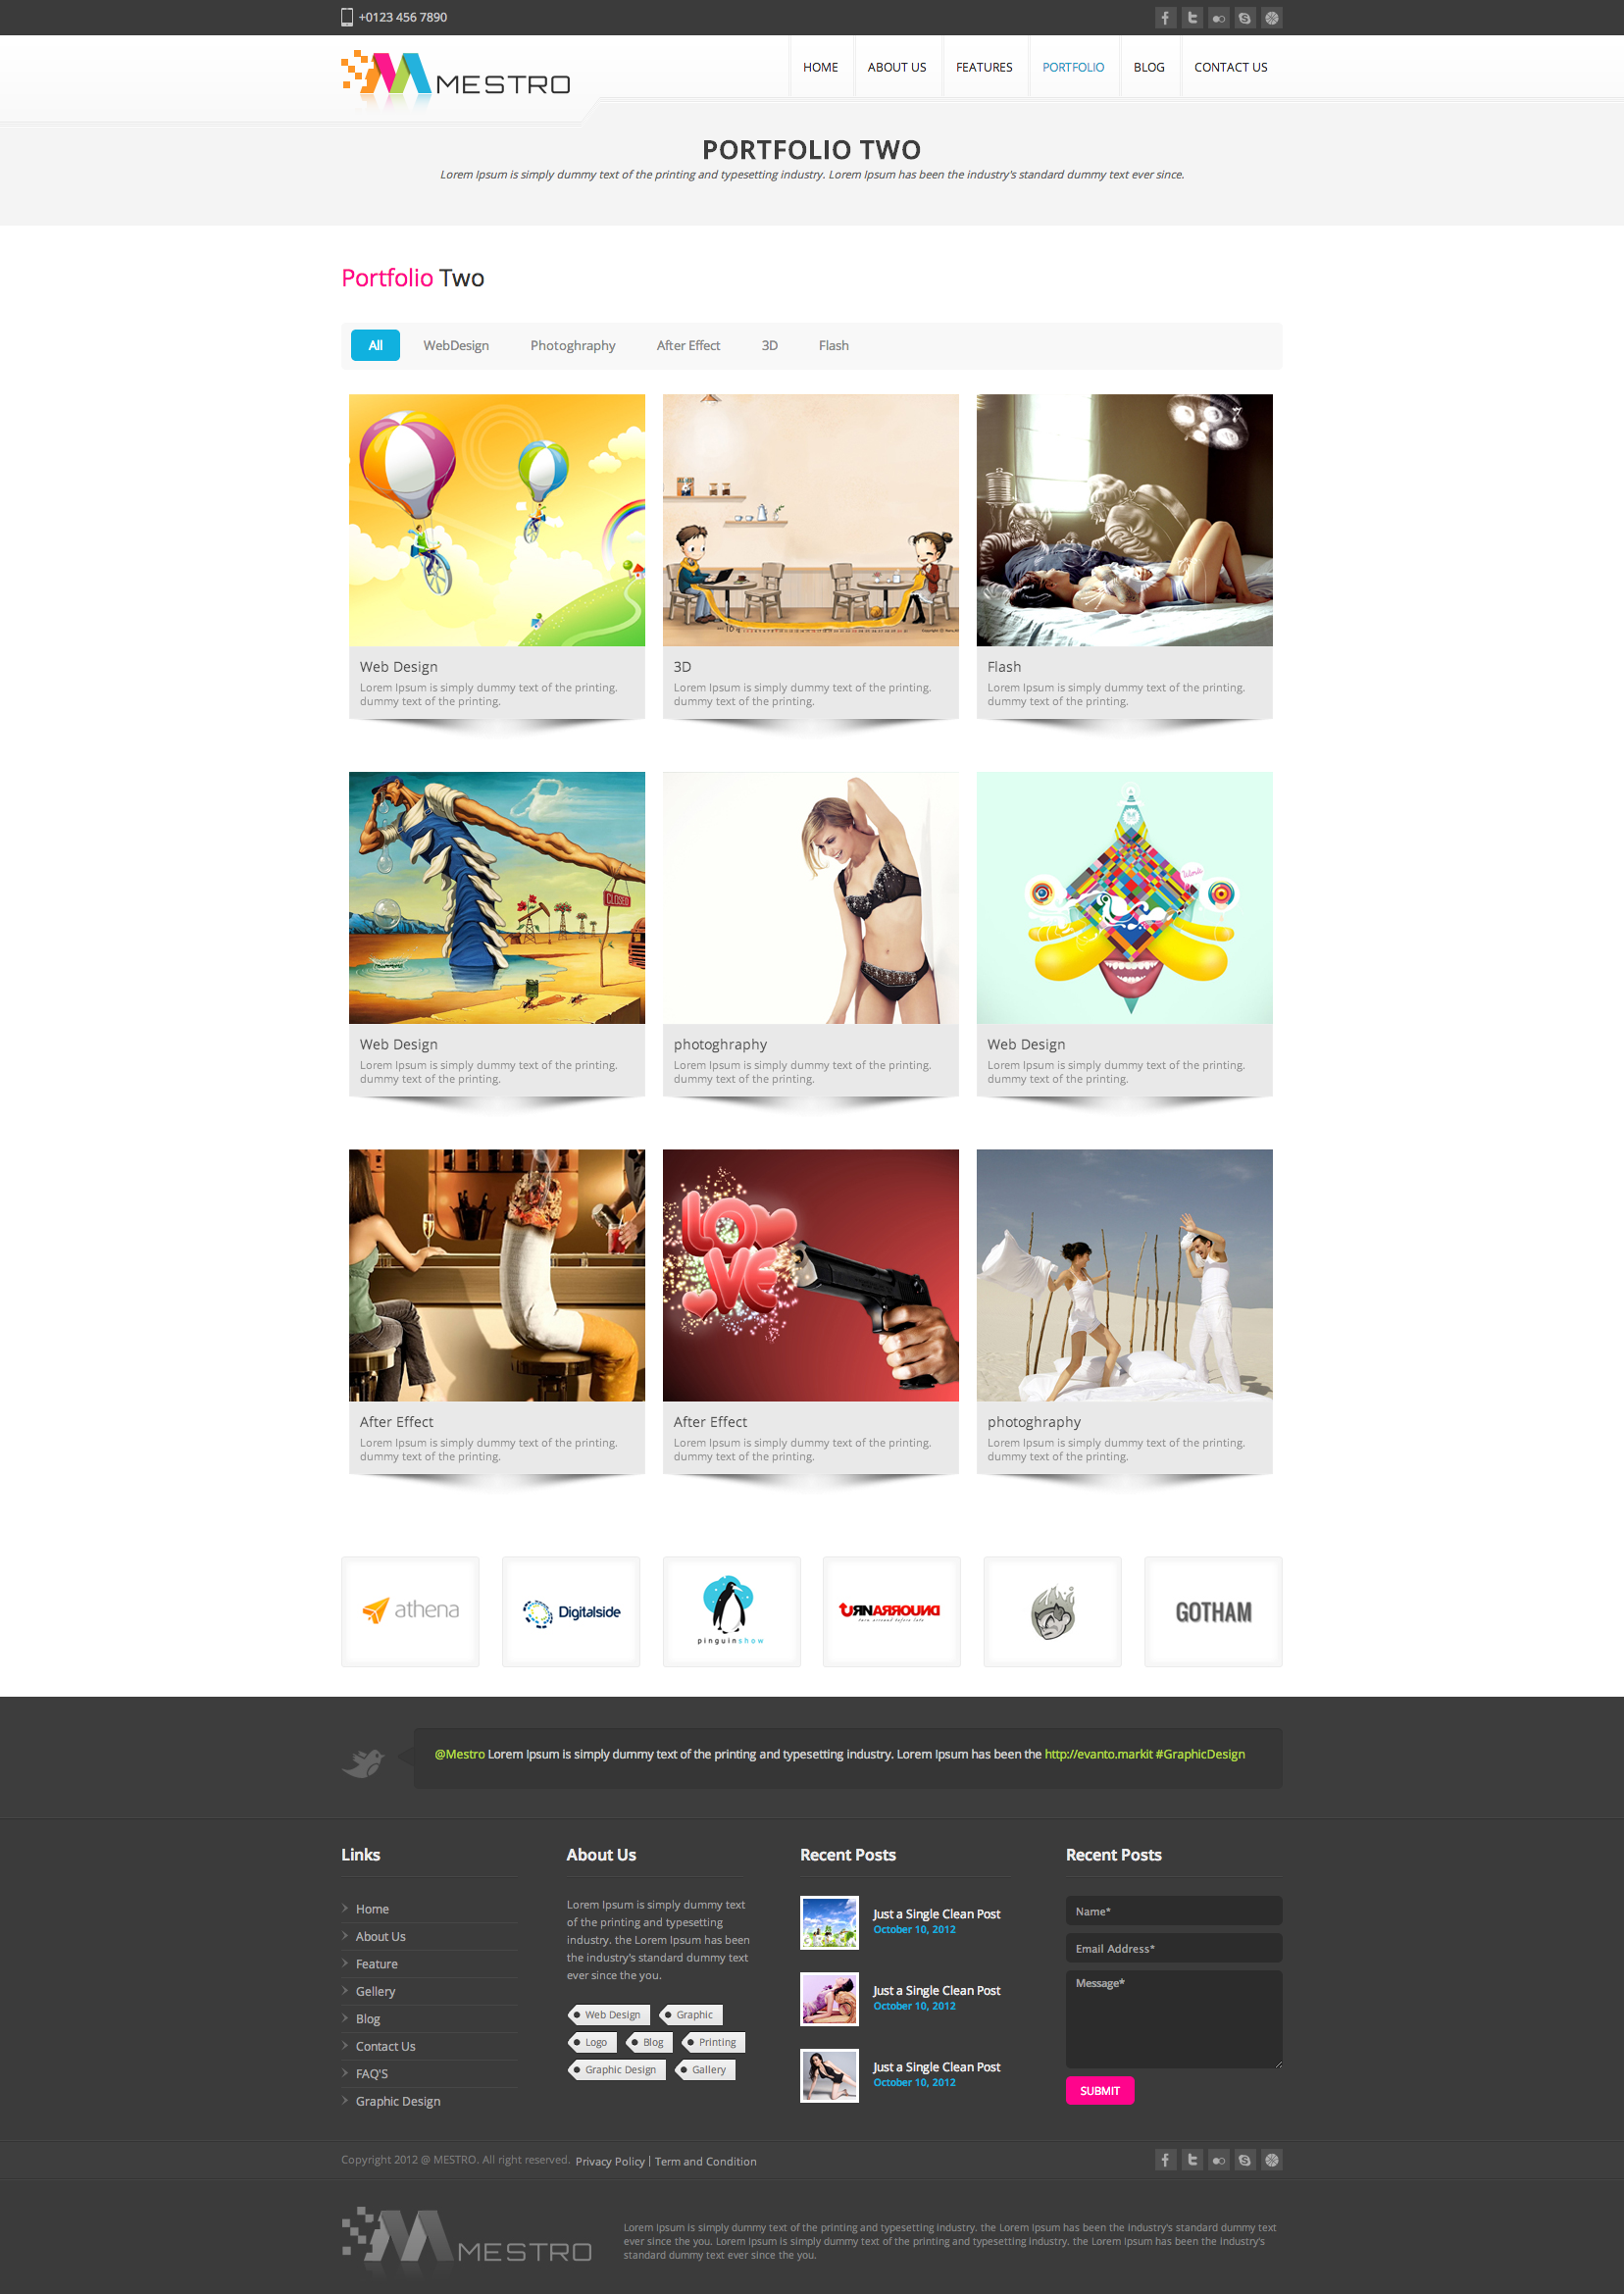 +0123 456 7890
MESTRO
HOME
ABOUT US
FEATURES
PORTFOLIO
BLOG
CONTACT US
PORTFOLIO TWO
Lorem Ipsum is simply dummy text of the printing and typesetting industry. Lorem Ipsum has been the industry's standard dummy text ever since.
Portfolio Two
All
WebDesign
Photoghraphy
After Effect
3D
Flash
Web Design
Lorem Ipsum is simply dummy text of the printing.
dummy text of the printing.
3D
Lorem Ipsum is simply dummy text of the printing.
dummy text of the printing.
Flash
Lorem Ipsum is simply dummy text of the printing.
dummy text of the printing.
CLOSED
Web Design
Lorem Ipsum is simply dummy text of the printing.
dummy text of the printing.
photoghraphy
Lorem Ipsum is simply dummy text of the printing.
dummy text of the printing.
Web Design
Lorem Ipsum is simply dummy text of the printing.
dummy text of the printing.
LOVE
After Effect
Lorem Ipsum is simply dummy text of the printing.
dummy text of the printing.
After Effect
Lorem Ipsum is simply dummy text of the printing.
dummy text of the printing.
photoghraphy
Lorem Ipsum is simply dummy text of the printing.
dummy text of the printing.
athena
Digitalside
pinguinshow
TURNARROUND
turn arround before late
GOTHAM
@Mestro Lorem Ipsum is simply dummy text of the printing and typesetting industry. Lorem Ipsum has been the http://evanto.markit #GraphicDesign
Links
Home
About Us
Feature
Gellery
Blog
Contact Us
FAQ'S
Graphic Design
About Us
Lorem Ipsum is simply dummy text
of the printing and typesetting
industry. the Lorem Ipsum has been
the industry's standard dummy text
ever since the you.
Web Design
Graphic
Logo
Blog
Printing
Graphic Design
Gallery
Recent Posts
Just a Single Clean Post
October 10, 2012
Just a Single Clean Post
October 10, 2012
Just a Single Clean Post
October 10, 2012
Recent Posts
Name*
Email Address*
Message*
SUBMIT
Copyright 2012 @ MESTRO. All right reserved.
Privacy Policy | Term and Condition
MESTRO
Lorem Ipsum is simply dummy text of the printing and typesetting industry. the Lorem Ipsum has been the industry's standard dummy text
ever since the you. Lorem Ipsum is simply dummy text of the printing and typesetting industry. the Lorem Ipsum has been the industry's
standard dummy text ever since the you.